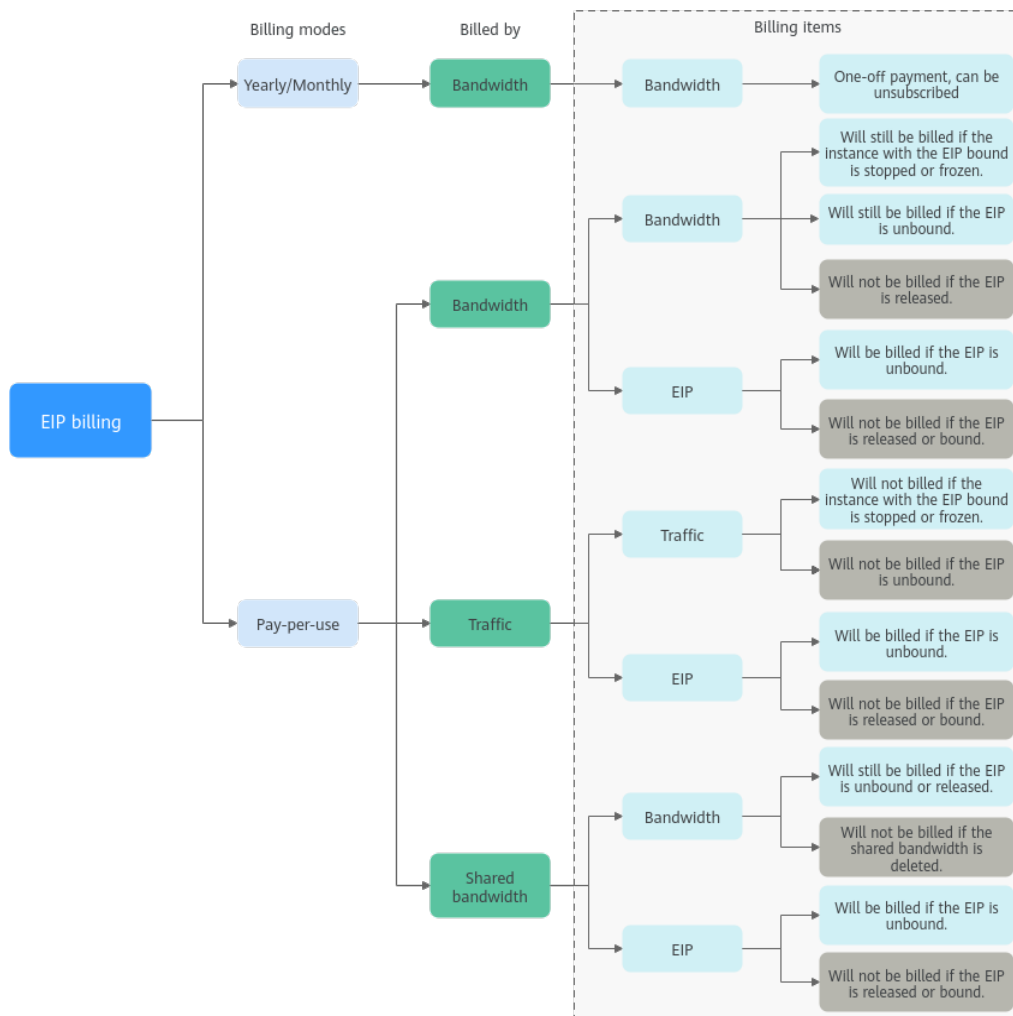 Billing modes
Billed by
Billing items
Yearly/Monthly
Bandwidth
Bandwidth
One-off payment, can be
unsubscribed
Will still be billed if the
instance with the EIP bound
is stopped or frozen.
Bandwidth
Will still be billed if the EIP
is unbound.
Will not be billed if the EIP
is released.
Bandwidth
Will be billed if the EIP is
unbound.
EIP
Will not be billed if the EIP
is released or bound.
EIP billing
Will not billed if the
instance with the EIP bound
is stopped or frozen.
Traffic
Will not be billed if the EIP
is unbound.
Pay-per-use
Traffic
Will be billed if the EIP is
unbound.
EIP
Will not be billed if the EIP
is released or bound.
Will still be billed if the EIP
is unbound or released.
Bandwidth
Will not be billed if the
shared bandwidth is
deleted.
Shared
bandwidth
Will be billed if the EIP is
unbound.
EIP
Will not be billed if the EIP
is released or bound.